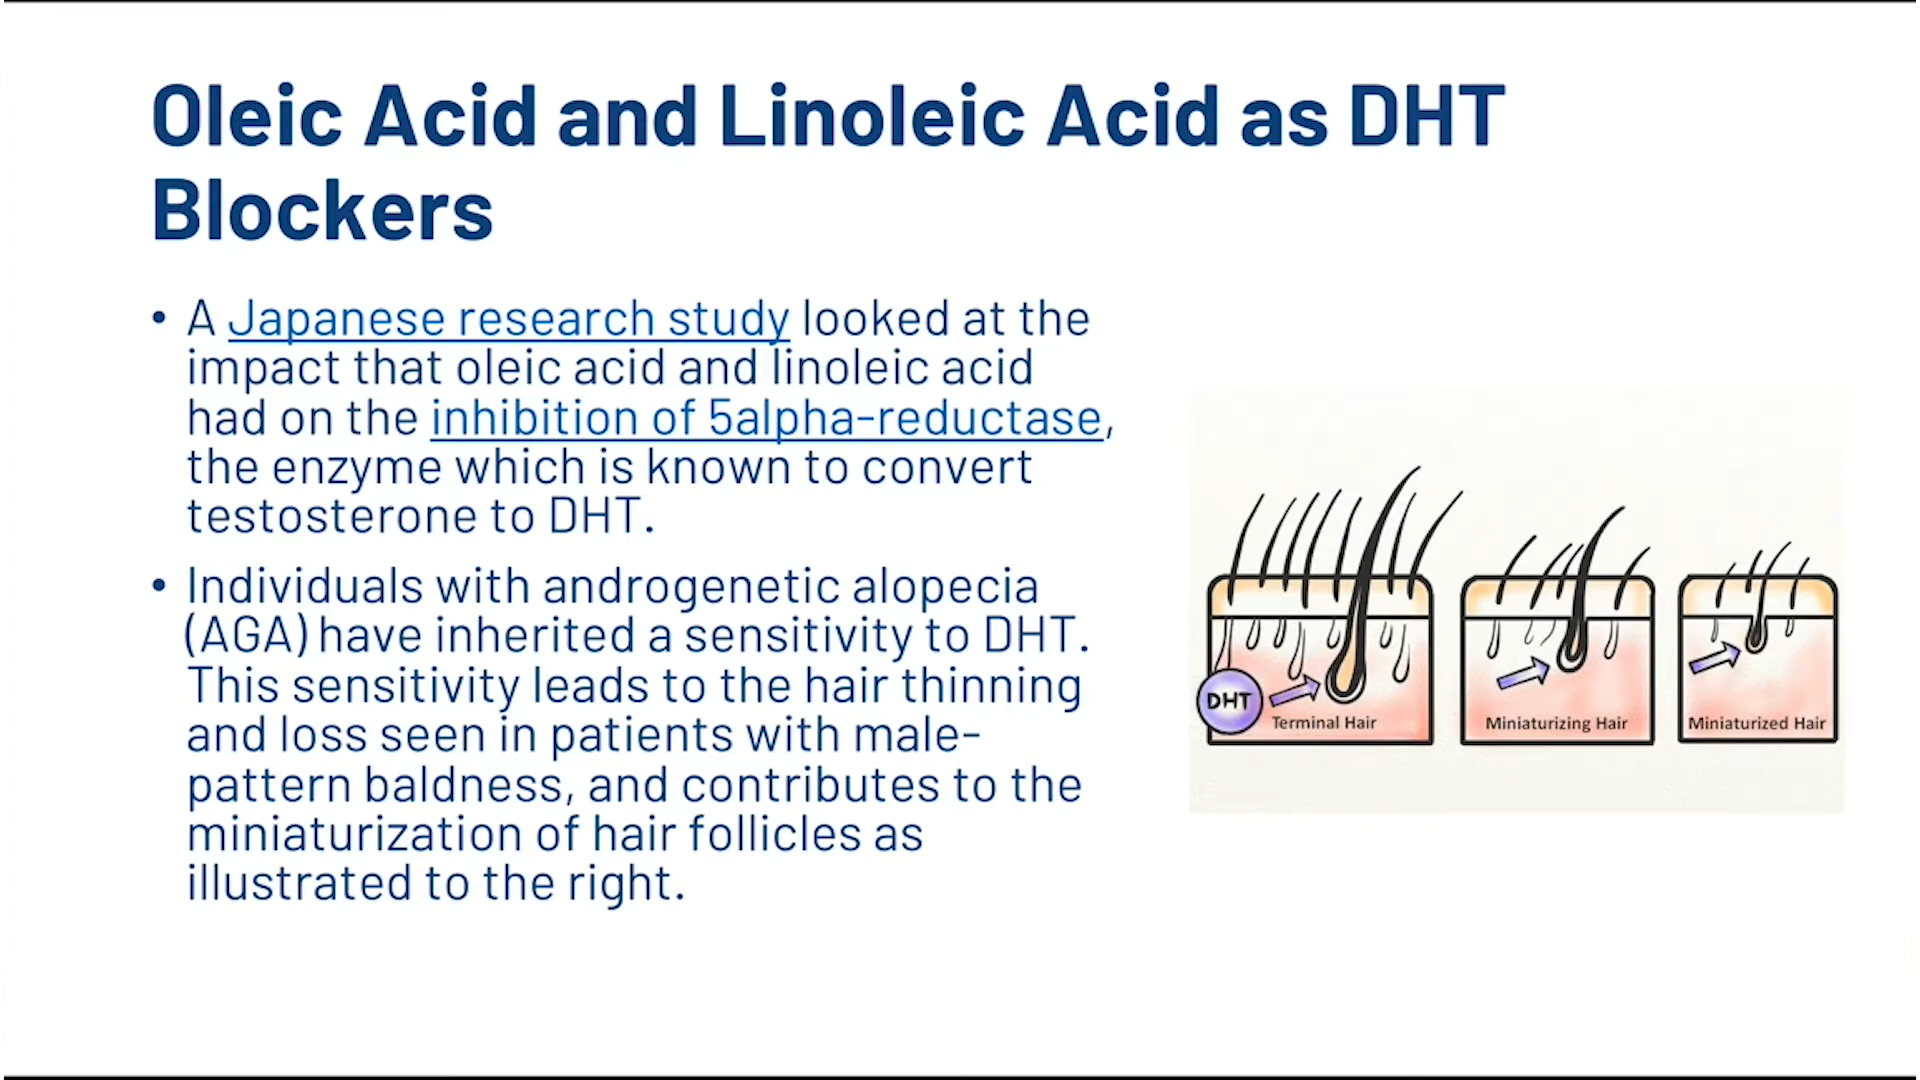 Oleic Acid and Linoleic Acid as DHT
Blockers
• A Japanese research study looked at the
impact that oleic acid and linoleic acid
had on the inhibition of 5alpha-reductase,
the enzyme which is known to convert
testosterone to DHT.
• Individuals with androgenetic alopecia
(AGA) have inherited a sensitivity to DHT.
This sensitivity leads to the hair thinning
and loss seen in patients with male-
pattern baldness, and contributes to the
miniaturization of hair follicles as
illustrated to the right.
DHT
Terminal Hair
Miniaturizing Hair
Miniaturized Hair